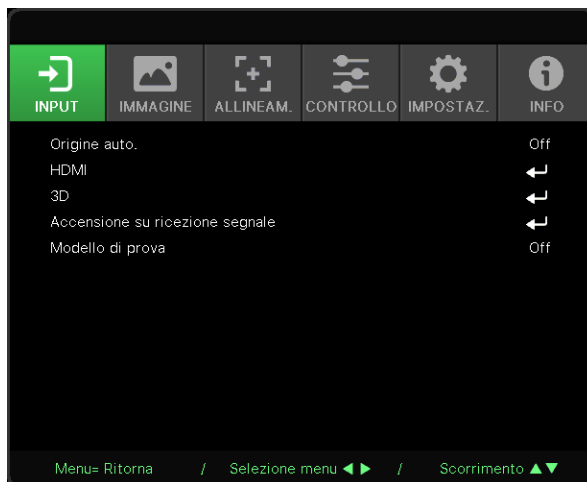 INPUT IMMAGINE ALLINEAM. CONTROLLO IMPOSTAZ. INFO
Origine auto. Off
HDMI
3D
Accensione su ricezione segnale
Modello di prova Off
Menu= Ritorna / Selezione menu ◀ ▶ / Scorrimento ▲▼